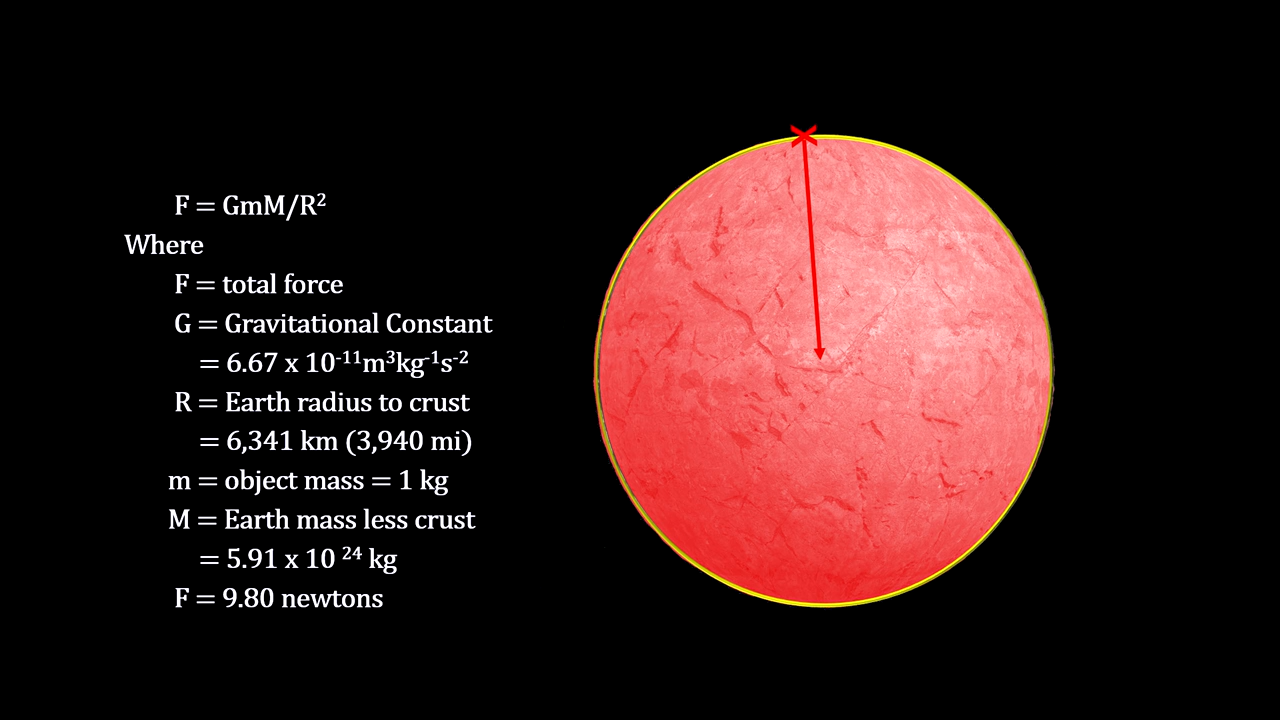 F = GmM/R²
Where
F = total force
G = Gravitational Constant
= 6.67 x 10⁻¹¹m³kg⁻¹s⁻²
R = Earth radius to crust
= 6,341 km (3,940 mi)
m = object mass = 1 kg
M = Earth mass less crust
= 5.91 x 10 ²⁴ kg
F = 9.80 newtons